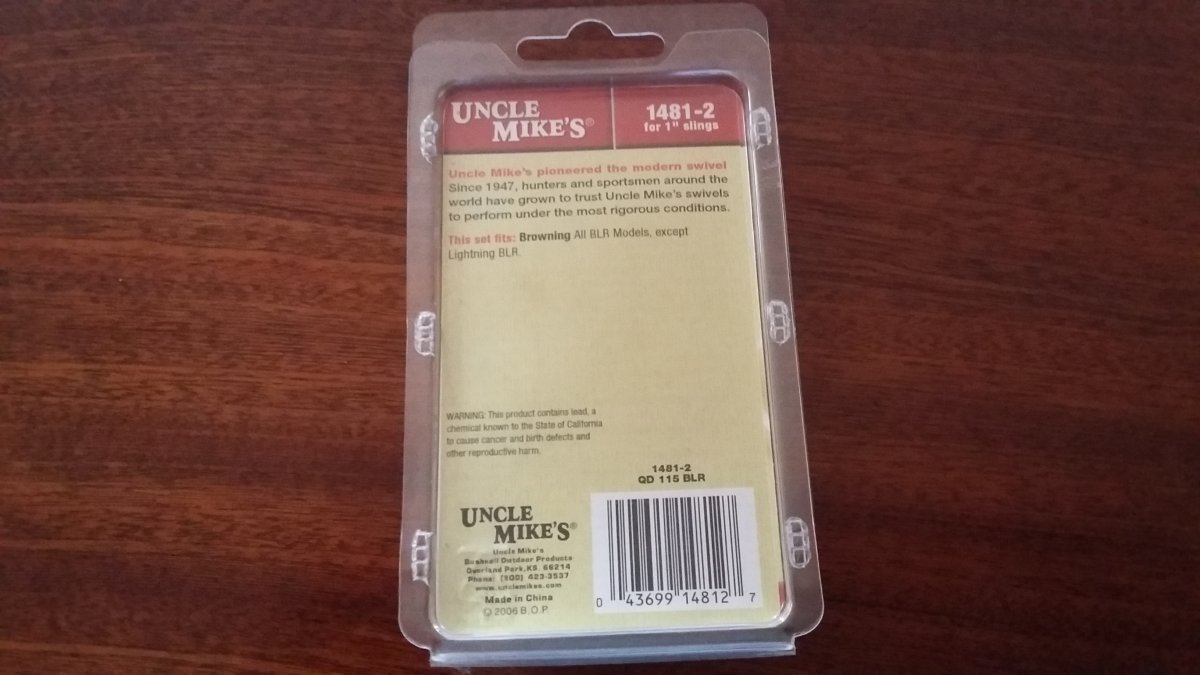 UNCLE
MIKE'S®
1481-2
for 1" slings
Uncle Mike's pioneered the modern swivel
Since 1947, hunters and sportsmen around the
world have grown to trust Uncle Mike's swivels
to perform under the most rigorous conditions.
This set fits: Browning All BLR Models, except
Lightning BLR.
WARNING: This product contains lead, a
chemical known to the State of California
to cause cancer and birth defects and
other reproductive harm.
1481-2
QD 115 BLR
UNCLE
MIKE'S®
Uncle Mike's
Bushnell Outdoor Products
Overland Park, KS. 66214
Phone: (800) 423-3537
www.unclemikes.com
Made in China
© 2006 B.O.P.
0 43699 14812 7